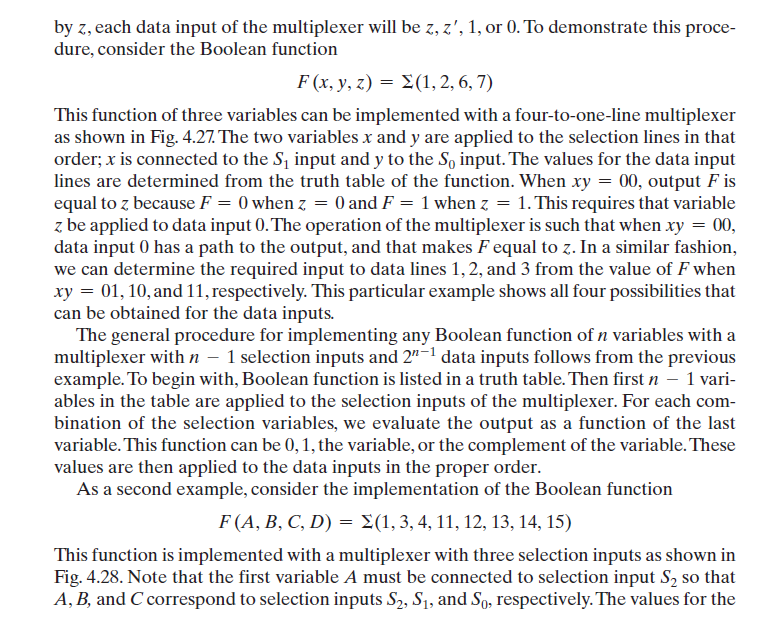 by z, each data input of the multiplexer will be z, z′, 1, or 0. To demonstrate this proce-
dure, consider the Boolean function
F (x, y, z) = Σ(1, 2, 6, 7)
This function of three variables can be implemented with a four-to-one-line multiplexer
as shown in Fig. 4.27. The two variables x and y are applied to the selection lines in that
order; x is connected to the S₁ input and y to the S₀ input. The values for the data input
lines are determined from the truth table of the function. When xy = 00, output F is
equal to z because F = 0 when z = 0 and F = 1 when z = 1. This requires that variable
z be applied to data input 0. The operation of the multiplexer is such that when xy = 00,
data input 0 has a path to the output, and that makes F equal to z. In a similar fashion,
we can determine the required input to data lines 1, 2, and 3 from the value of F when
xy = 01, 10, and 11, respectively. This particular example shows all four possibilities that
can be obtained for the data inputs.
The general procedure for implementing any Boolean function of n variables with a
multiplexer with n − 1 selection inputs and 2ⁿ⁻¹ data inputs follows from the previous
example. To begin with, Boolean function is listed in a truth table. Then first n − 1 vari-
ables in the table are applied to the selection inputs of the multiplexer. For each com-
bination of the selection variables, we evaluate the output as a function of the last
variable. This function can be 0, 1, the variable, or the complement of the variable. These
values are then applied to the data inputs in the proper order.
As a second example, consider the implementation of the Boolean function
F (A, B, C, D) = Σ(1, 3, 4, 11, 12, 13, 14, 15)
This function is implemented with a multiplexer with three selection inputs as shown in
Fig. 4.28. Note that the first variable A must be connected to selection input S₂ so that
A, B, and C correspond to selection inputs S₂, S₁, and S₀, respectively. The values for the